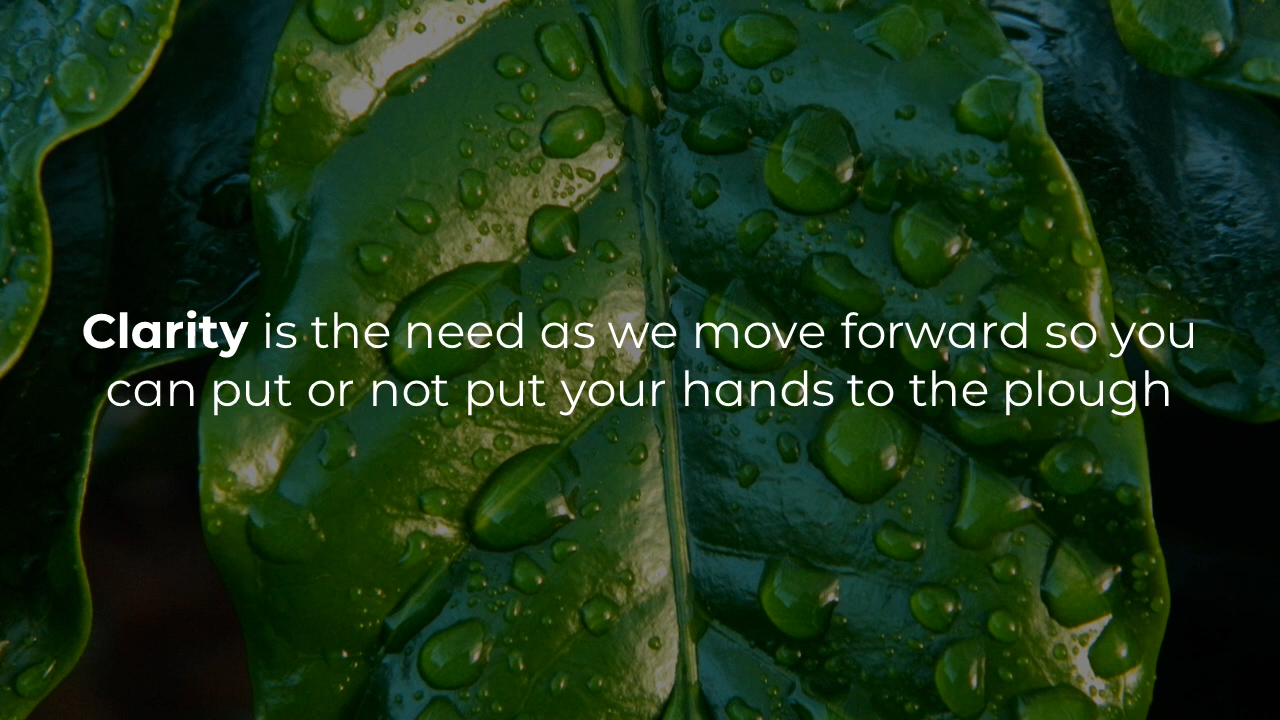 Clarity is the need as we move forward so you
can put or not put your hands to the plough